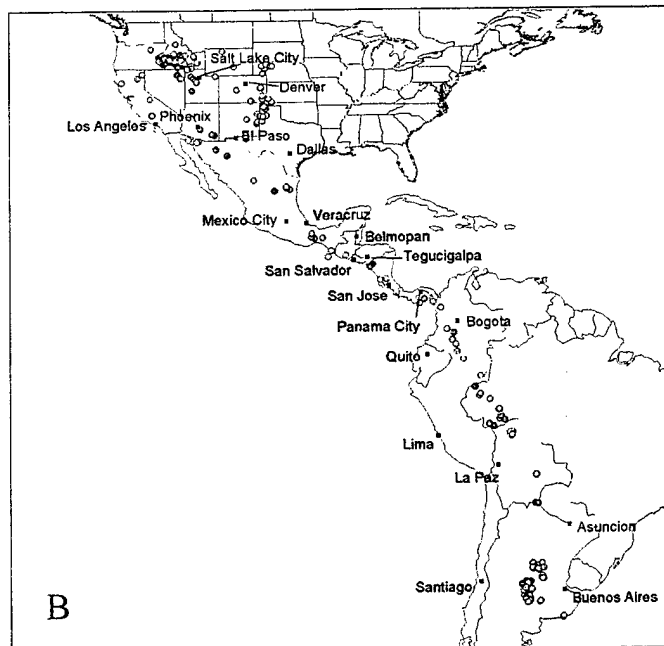 Salt Lake City
Denver
Phoenix
Los Angeles
El Paso
Dallas
Mexico City
Veracruz
Belmopan
Tegucigalpa
San Salvador
San Jose
Panama City
Bogota
Quito
Lima
La Paz
Asuncion
Santiago
Buenos Aires
B